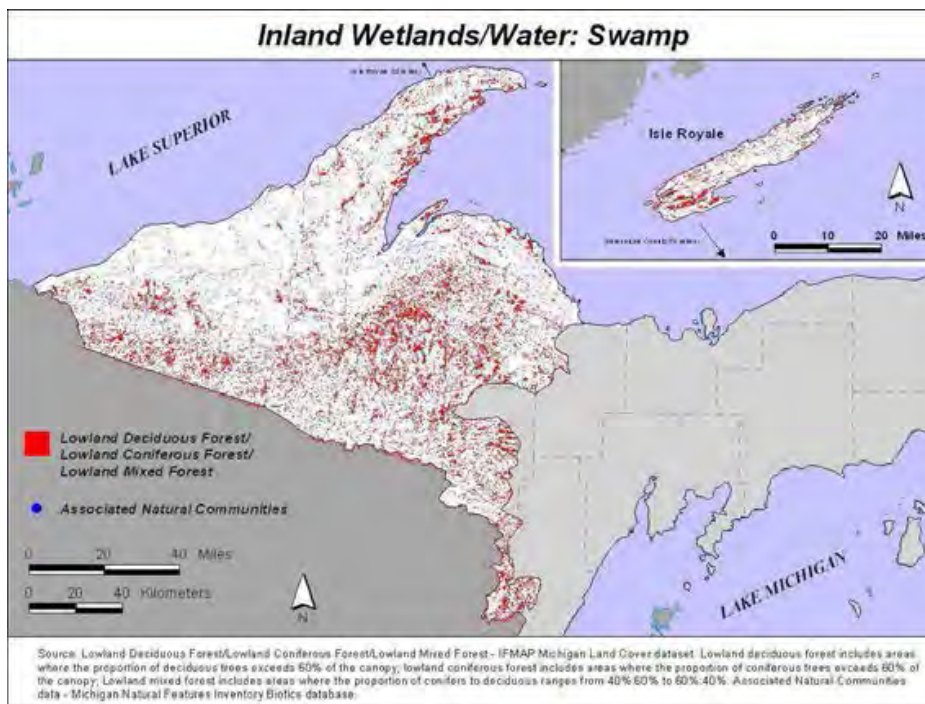 Inland Wetlands/Water: Swamp
LAKE SUPERIOR
Isle Royale
N
0 10 20 Miles
Lowland Deciduous Forest/
Lowland Coniferous Forest/
Lowland Mixed Forest
Associated Natural Communities
0 20 40 Miles
0 20 40 Kilometers
N
LAKE MICHIGAN
Source: Lowland Deciduous Forest/Lowland Coniferous Forest/Lowland Mixed Forest - IFMAP Michigan Land Cover dataset. Lowland deciduous forest includes areas
where the proportion of deciduous trees exceeds 60% of the canopy; lowland coniferous forest includes areas where the proportion of coniferous trees exceeds 60% of
the canopy; Lowland mixed forest includes areas where the proportion of conifers to deciduous ranges from 40%:60% to 60%:40%. Associated Natural Communities
data - Michigan Natural Features Inventory Biotics database.